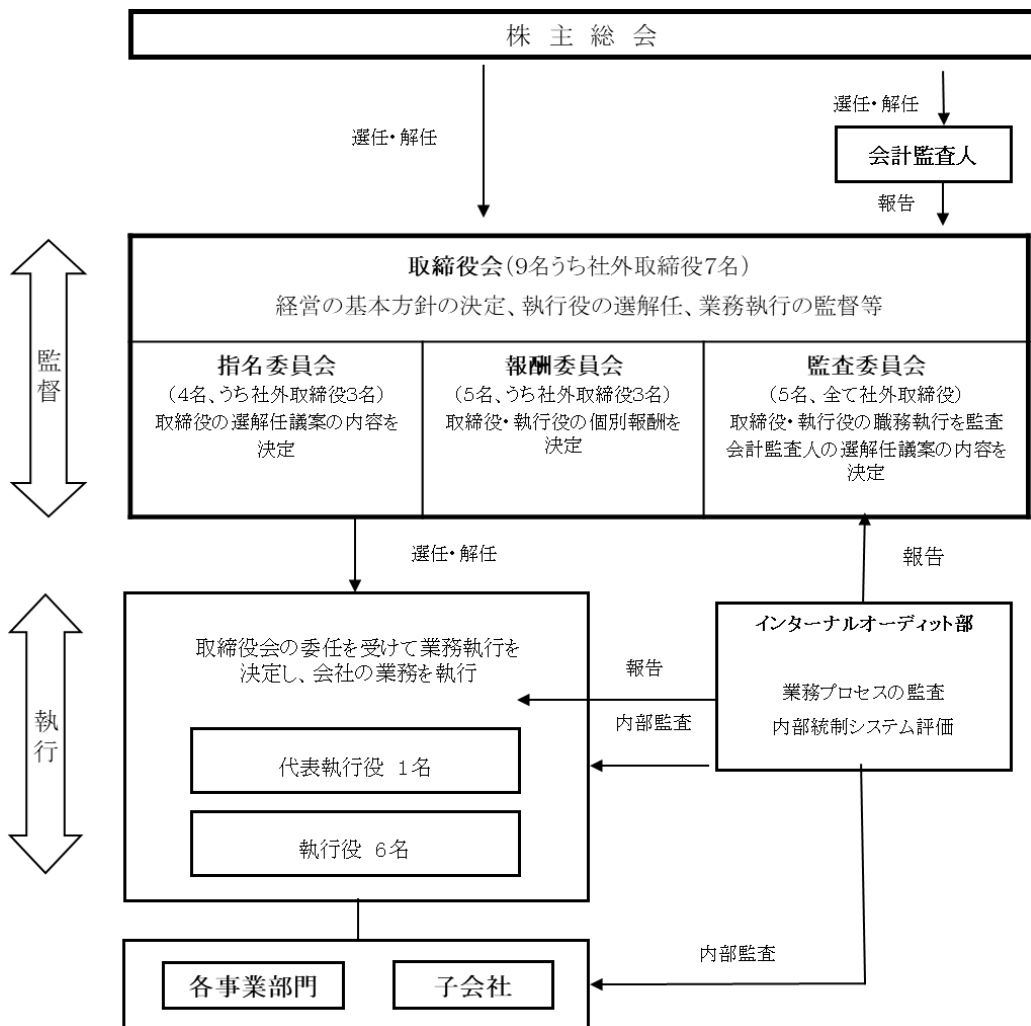 株 主 総 会
選任・解任
選任・解任
会計監査人
報告
監督
取締役会(9名うち社外取締役7名)
経営の基本方針の決定、執行役の選解任、業務執行の監督等
指名委員会
(4名、うち社外取締役3名)
取締役の選解任議案の内容を
決定
報酬委員会
(5名、うち社外取締役3名)
取締役・執行役の個別報酬を
決定
監査委員会
(5名、全て社外取締役)
取締役・執行役の職務執行を監査
会計監査人の選解任議案の内容を
決定
選任・解任
報告
執行
取締役会の委任を受けて業務執行を
決定し、会社の業務を執行
代表執行役 1名
執行役 6名
報告
内部監査
インターナルオーディット部
業務プロセスの監査
内部統制システム評価
内部監査
各事業部門
子会社